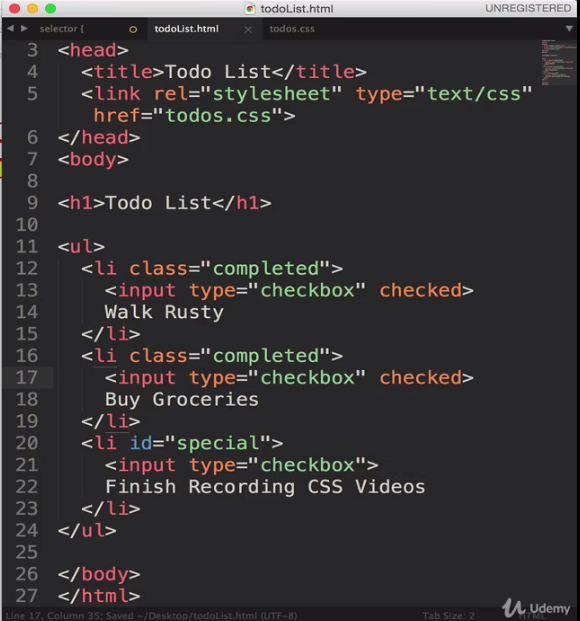 todoList.html
UNREGISTERED
selector {
todoList.html
todos.css
3 <head>
4 <title>Todo List</title>
5 <link rel="stylesheet" type="text/css"
href="todos.css">
6 </head>
7 <body>
8
9 <h1>Todo List</h1>
10
11 <ul>
12 <li class="completed">
13 <input type="checkbox" checked>
14 Walk Rusty
15 </li>
16 <li class="completed">
17 <input type="checkbox" checked>
18 Buy Groceries
19 </li>
20 <li id="special">
21 <input type="checkbox">
22 Finish Recording CSS Videos
23 </li>
24 </ul>
25
26 </body>
27 </html>
Line 17, Column 35; Saved ~/Desktop/todoList.html (UTF-8)
Tab Size: 2
HTML
Udemy